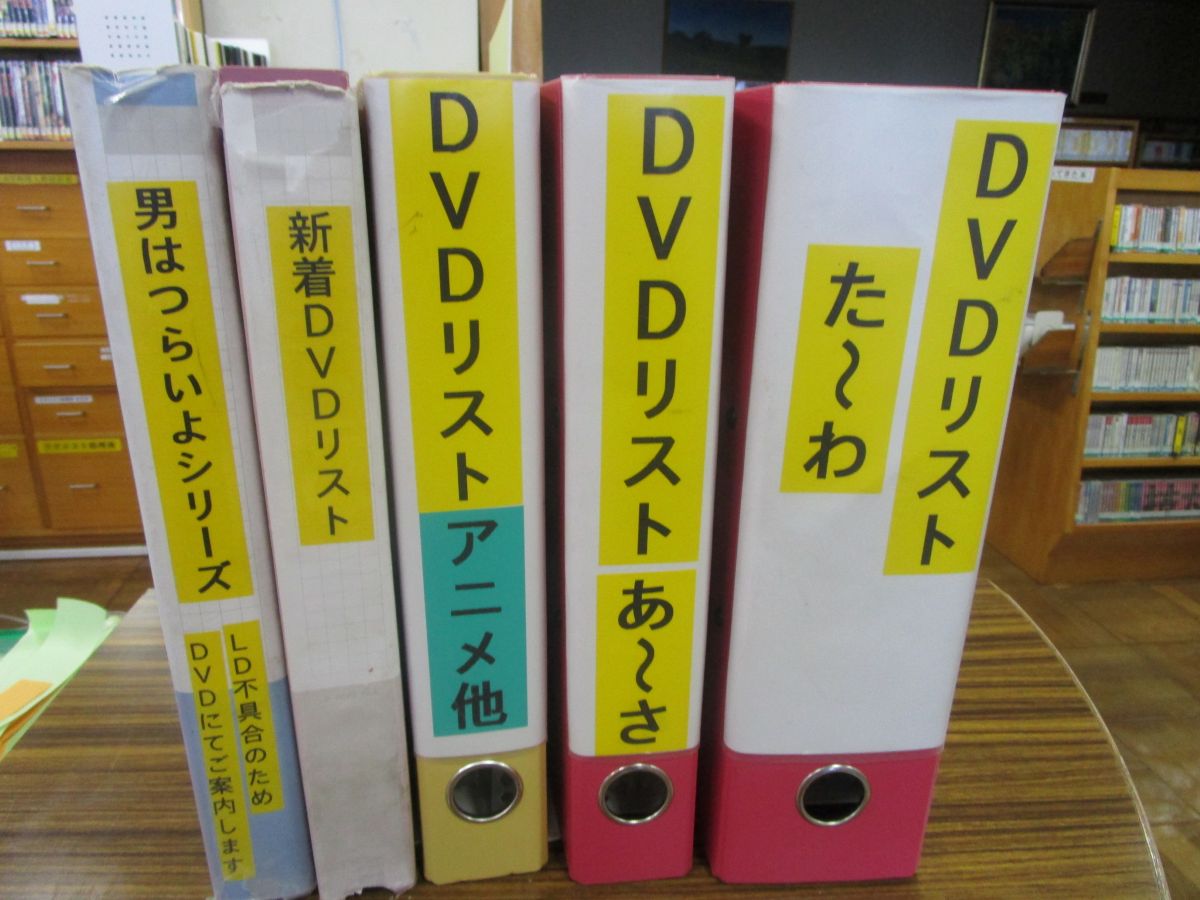 男はつらいよシリーズ
LD不具合のため
DVDにてご案内します
新着DVDリスト
DVDリスト
アニメ他
DVDリスト
あ～さ
DVDリスト
た～わ